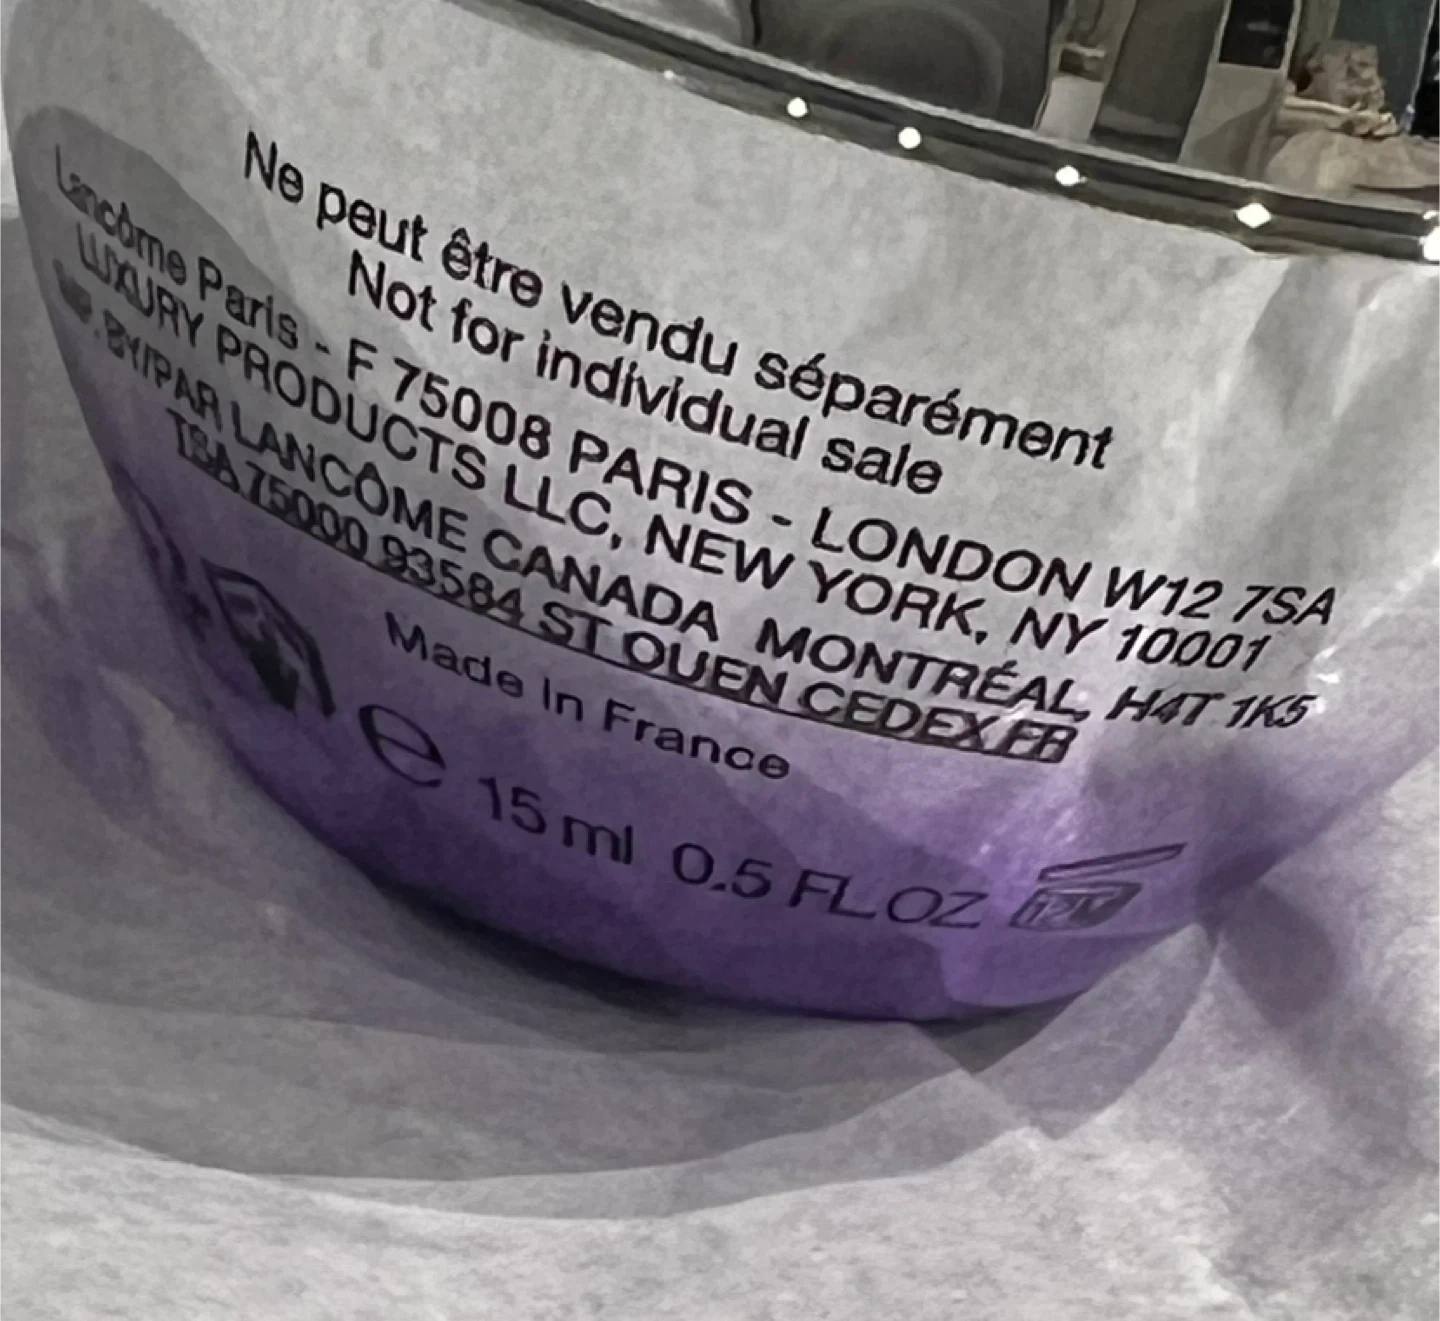 Ne peut être vendu séparément
Not for individual sale
Lancôme Paris - F 75008 PARIS - LONDON W12 7SA
LUXURY PRODUCTS LLC, NEW YORK, NY 10001
BY/PAR LANCÔME CANADA MONTRÉAL, H4T 1K5
TSA 75000 93584 ST OUEN CEDEX FR
Made in France
e 15 ml 0.5 FL OZ 12M